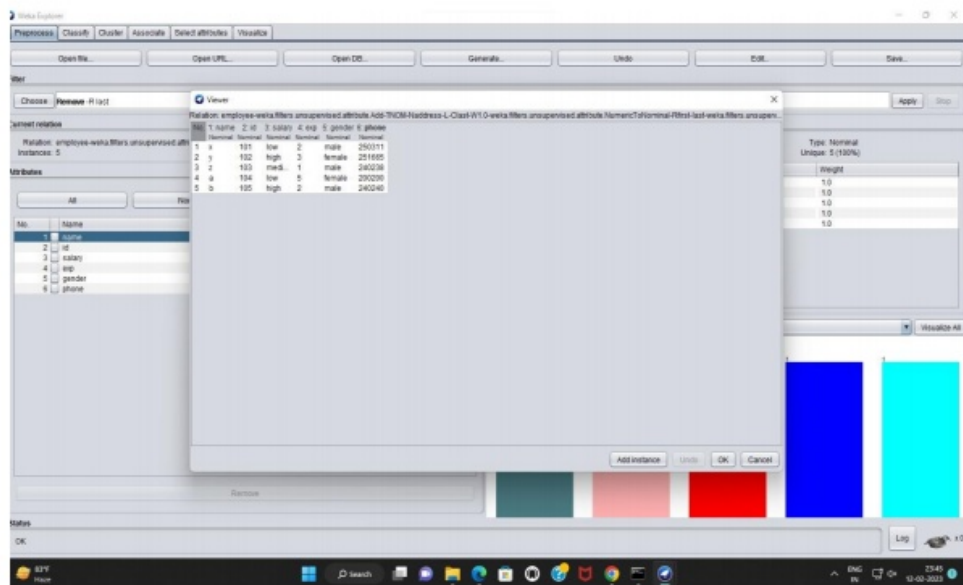 Weka Explorer
Preprocess Classify Cluster Associate Select attributes Visualize
Open file... Open URL... Open DB... Generate... Undo Edit... Save...
Filter
Choose Remove -R last Apply Stop
Current relation
Relation: employee-weka.filters.unsupervised.attri
Instances: 5
Type: Nominal
Unique: 5 (100%)
Attributes
All
No. Name
1 name
2 id
3 salary
4 exp
5 gender
6 phone
Remove
Viewer
Relation: employee-weka.filters.unsupervised.attribute.Add-TNOM-Naddress-L-Clast-W1.0-weka.filters.unsupervised.attribute.NumericToNominal-Rfirst-last-weka.filters.unsuperv...
No. 1: name 2: id 3: salary 4: exp 5: gender 6: phone
Nominal Nominal Nominal Nominal Nominal Nominal
1 x 101 low 2 male 250311
2 y 102 high 3 female 251665
3 z 103 medi... 1 male 240238
4 a 104 low 5 female 200200
5 b 105 high 2 male 240240
Add instance Undo OK Cancel
Weight
1.0
1.0
1.0
1.0
1.0
Visualize All
1 1
Status
OK
Log x 0
83°F
Haze
Search
ENG
IN
23:45
12-02-2023